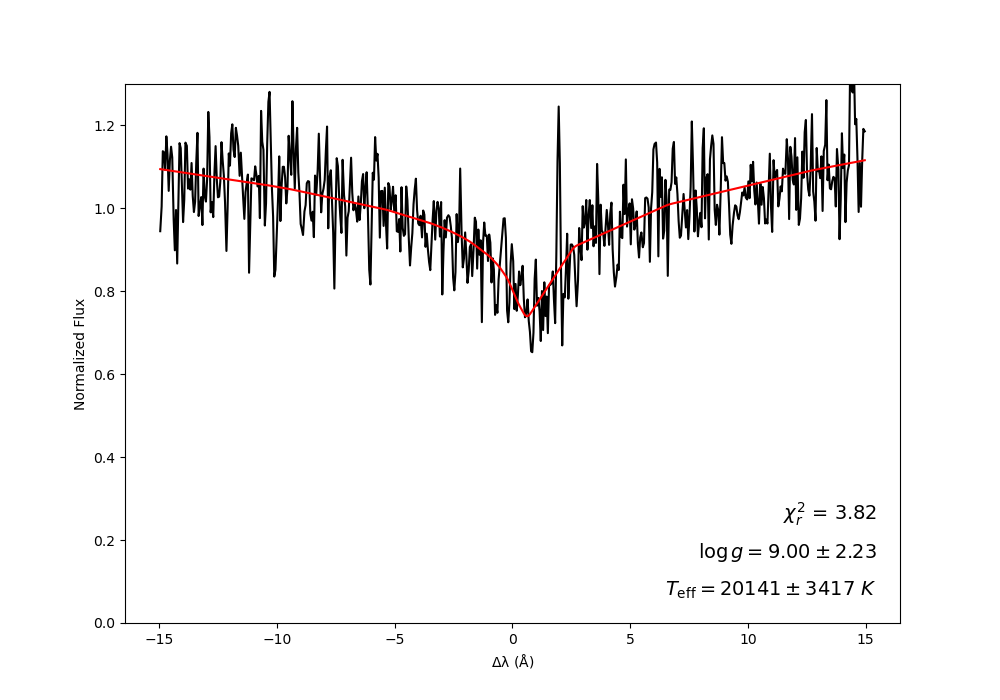 1.2
1.0
0.8
0.6
0.4
0.2
0.0
Normalized Flux
χ²ᵣ = 3.82
log g = 9.00 ± 2.23
T_eff = 20141 ± 3417 K
−15 −10 −5 0 5 10 15
Δλ (Å)